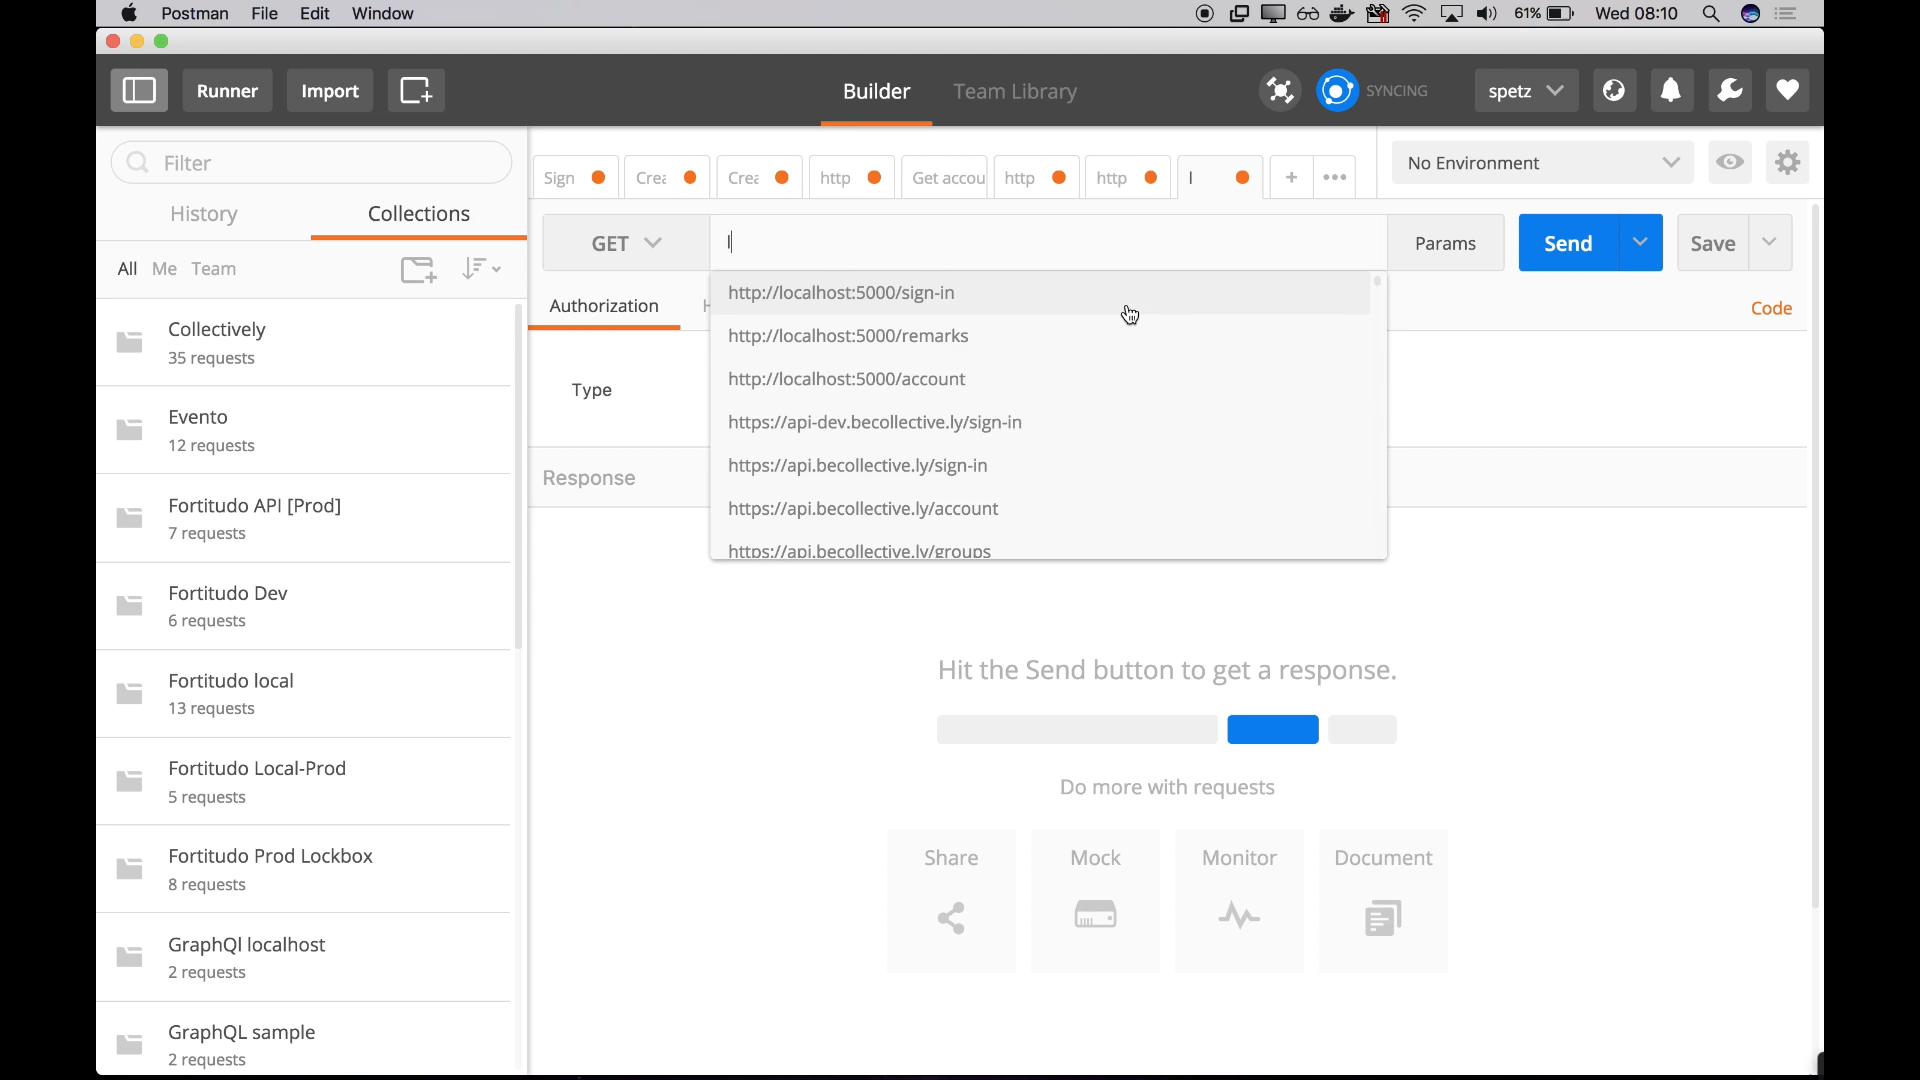 Postman File Edit Window
61% Wed 08:10
Runner Import
Builder Team Library
SYNCING
spetz
Filter
History Collections
All Me Team
Collectively
35 requests
Evento
12 requests
Fortitudo API [Prod]
7 requests
Fortitudo Dev
6 requests
Fortitudo local
13 requests
Fortitudo Local-Prod
5 requests
Fortitudo Prod Lockbox
8 requests
GraphQl localhost
2 requests
GraphQL sample
2 requests
Sign Crea Crea http Get accou http http l
No Environment
GET l Params Send Save
http://localhost:5000/sign-in
http://localhost:5000/remarks
http://localhost:5000/account
https://api-dev.becollective.ly/sign-in
https://api.becollective.ly/sign-in
https://api.becollective.ly/account
https://api.becollective.ly/groups
Authorization H Code
Type
Response
Hit the Send button to get a response.
Do more with requests
Share Mock Monitor Document